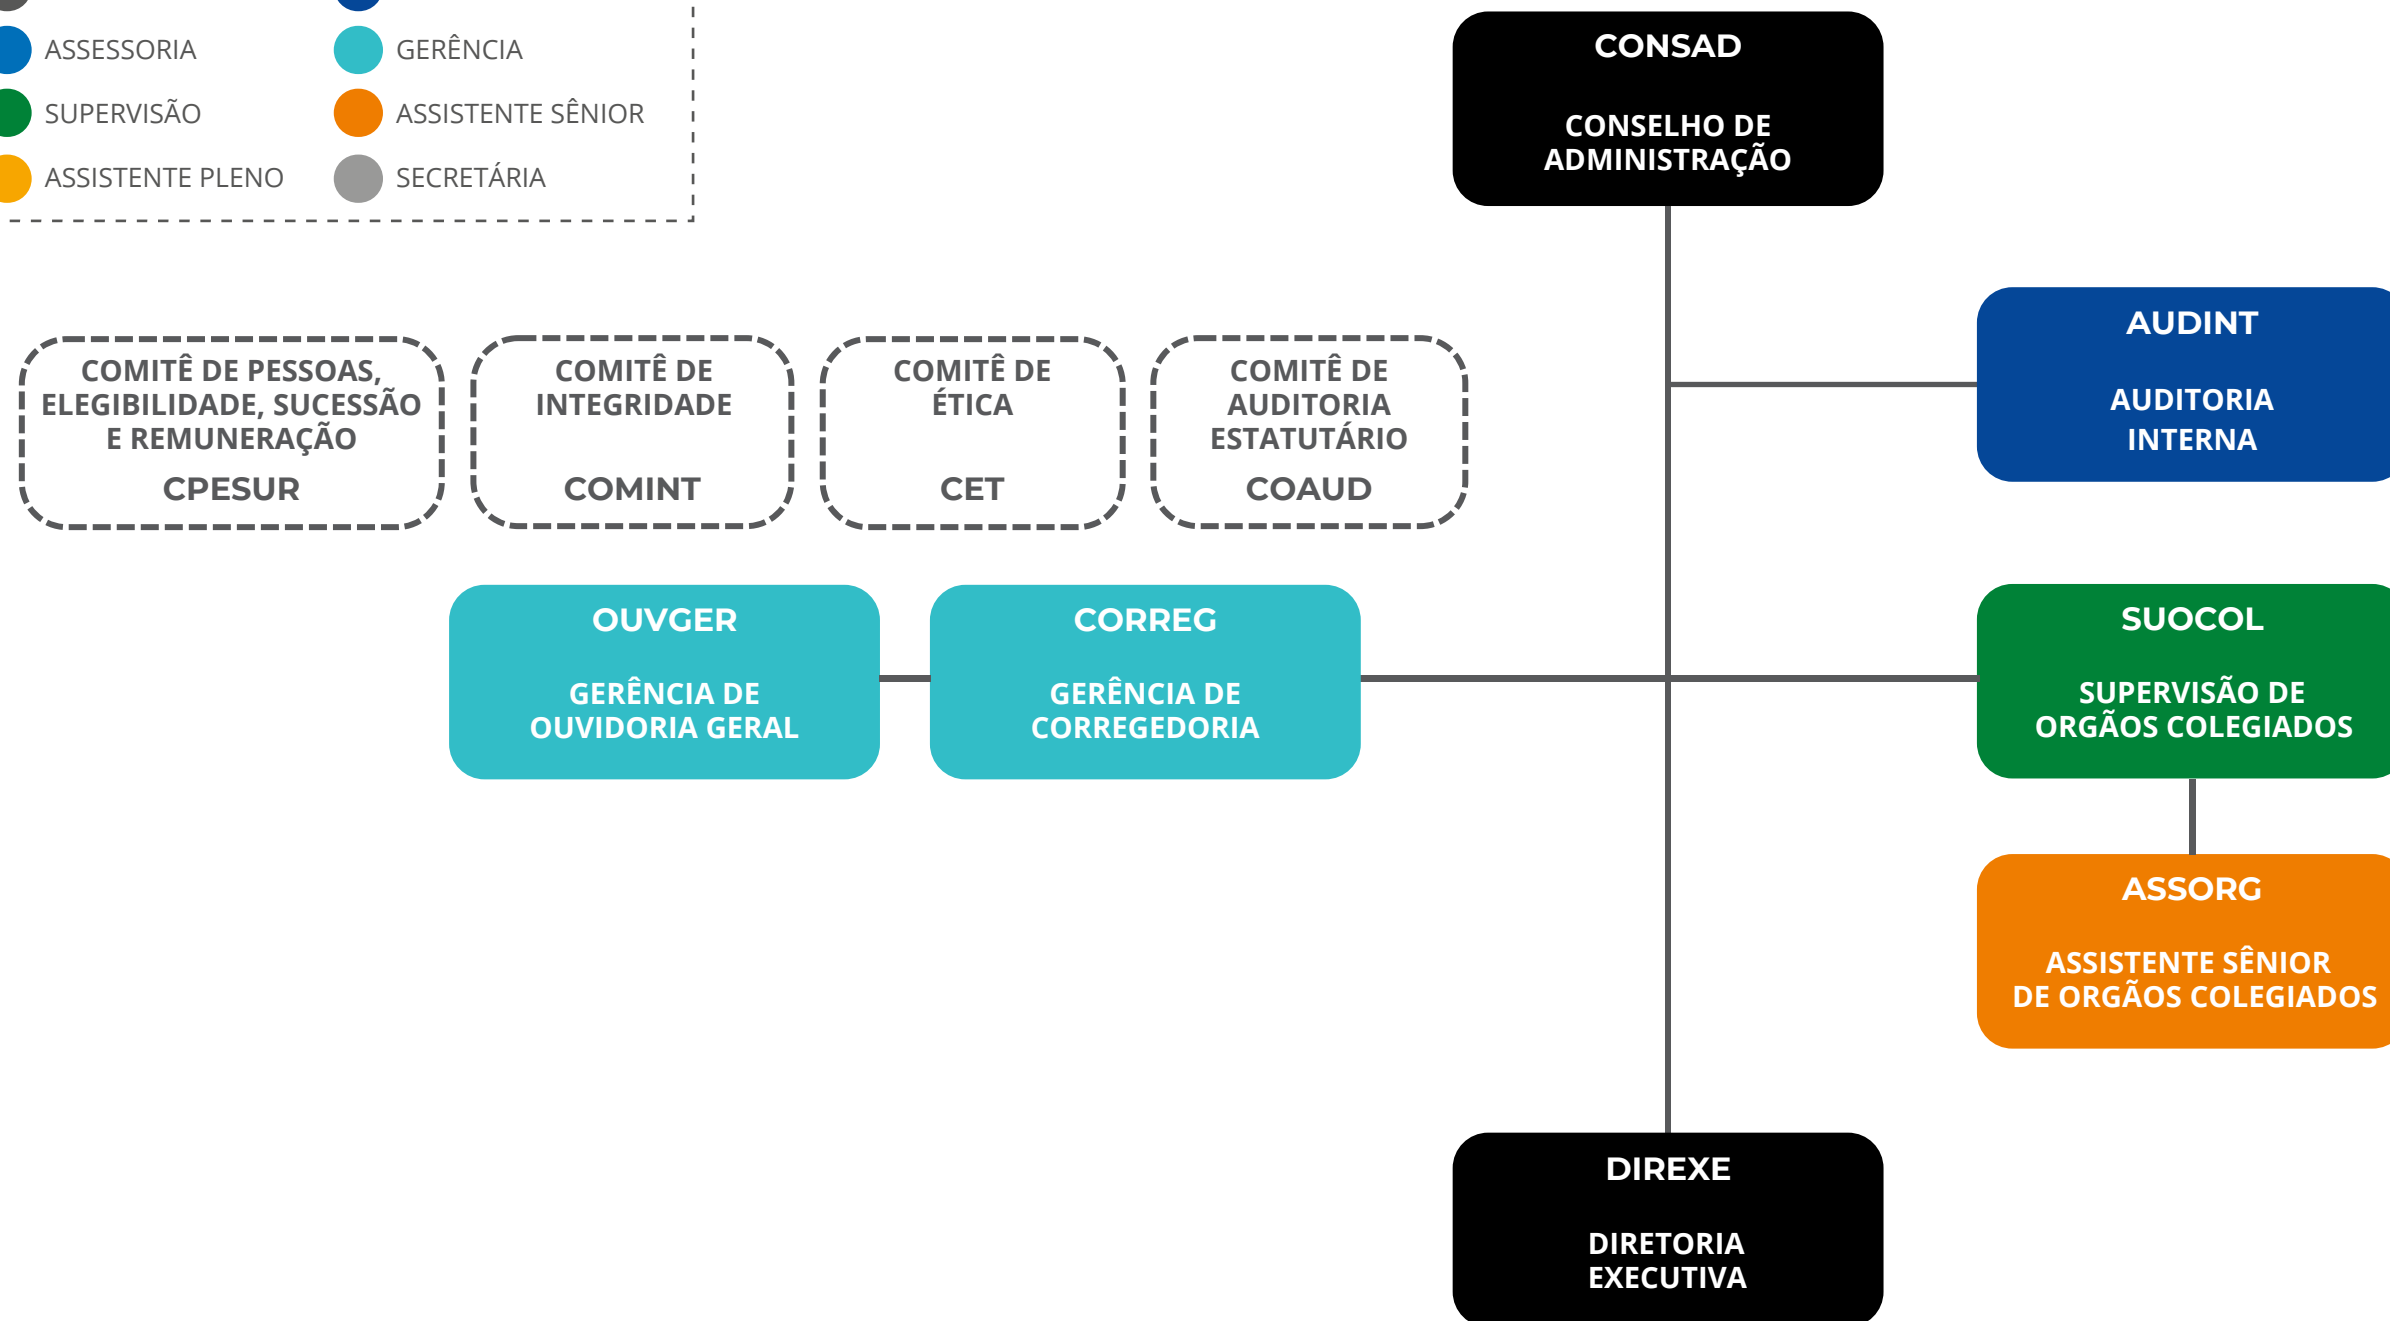 ASSESSORIA
GERÊNCIA
SUPERVISÃO
ASSISTENTE SÊNIOR
ASSISTENTE PLENO
SECRETÁRIA
CONSAD
CONSELHO DE
ADMINISTRAÇÃO
AUDINT
AUDITORIA
INTERNA
COMITÊ DE PESSOAS,
ELEGIBILIDADE, SUCESSÃO
E REMUNERAÇÃO
CPESUR
COMITÊ DE
INTEGRIDADE
COMINT
COMITÊ DE
ÉTICA
CET
COMITÊ DE
AUDITORIA
ESTATUTÁRIO
COAUD
OUVGER
GERÊNCIA DE
OUVIDORIA GERAL
CORREG
GERÊNCIA DE
CORREGEDORIA
SUOCOL
SUPERVISÃO DE
ORGÃOS COLEGIADOS
ASSORG
ASSISTENTE SÊNIOR
DE ORGÃOS COLEGIADOS
DIREXE
DIRETORIA
EXECUTIVA